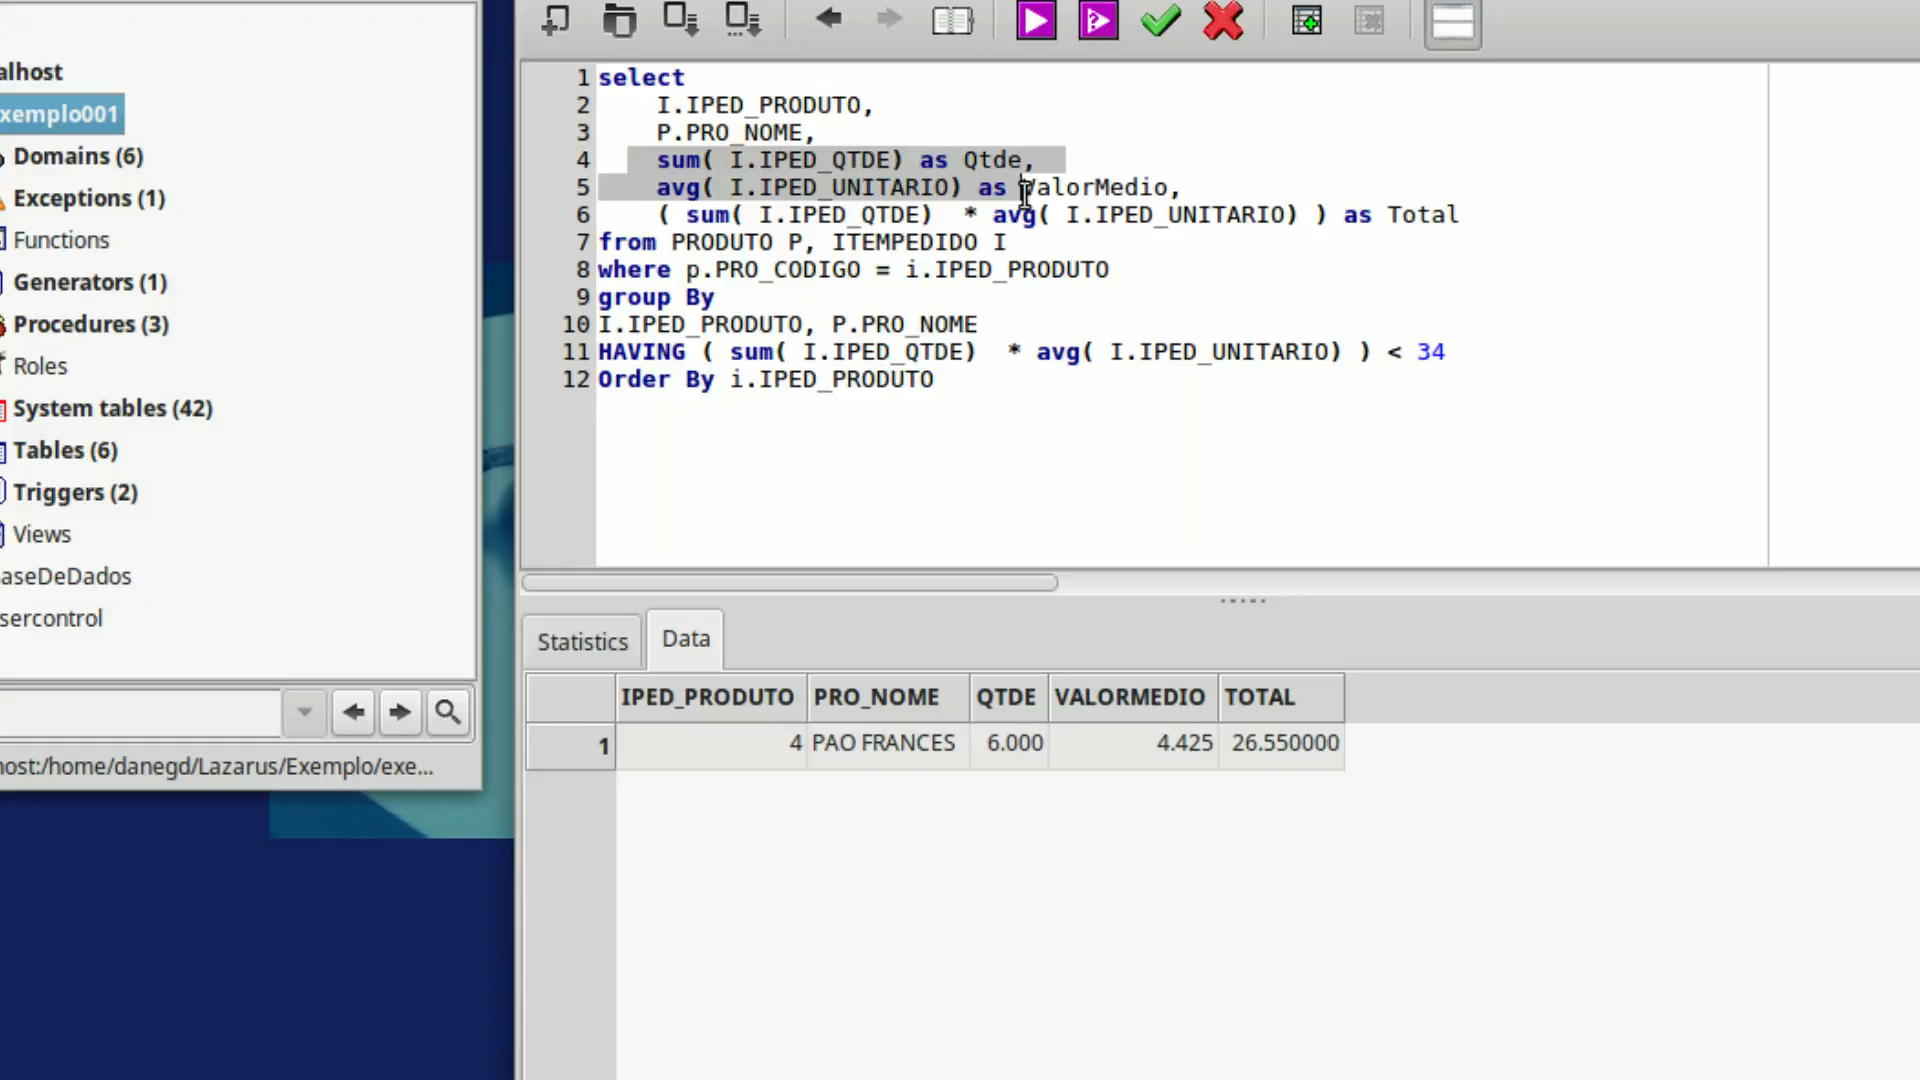 alhost
xemplo001
Domains (6)
Exceptions (1)
Functions
Generators (1)
Procedures (3)
Roles
System tables (42)
Tables (6)
Triggers (2)
Views
aseDeDados
sercontrol
host:/home/danegd/Lazarus/Exemplo/exe...
1 select
2 I.IPED_PRODUTO,
3 P.PRO_NOME,
4 sum( I.IPED_QTDE) as Qtde,
5 avg( I.IPED_UNITARIO) as ValorMedio,
6 ( sum( I.IPED_QTDE)  * avg( I.IPED_UNITARIO) ) as Total
7 from PRODUTO P, ITEMPEDIDO I
8 where p.PRO_CODIGO = i.IPED_PRODUTO
9 group By
10 I.IPED_PRODUTO, P.PRO_NOME
11 HAVING ( sum( I.IPED_QTDE)  * avg( I.IPED_UNITARIO) ) < 34
12 Order By i.IPED_PRODUTO
Statistics Data
IPED_PRODUTO PRO_NOME QTDE VALORMEDIO TOTAL
1 4 PAO FRANCES 6.000 4.425 26.550000